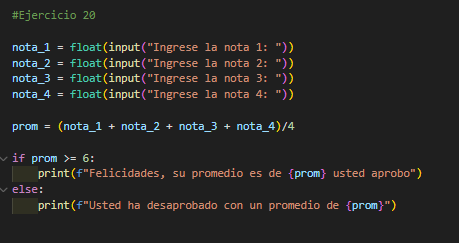 #Ejercicio 20
nota_1 = float(input("Ingrese la nota 1: "))
nota_2 = float(input("Ingrese la nota 2: "))
nota_3 = float(input("Ingrese la nota 3: "))
nota_4 = float(input("Ingrese la nota 4: "))
prom = (nota_1 + nota_2 + nota_3 + nota_4)/4
if prom >= 6:
    print(f"Felicidades, su promedio es de {prom} usted aprobo")
else:
    print(f"Usted ha desaprobado con un promedio de {prom}")